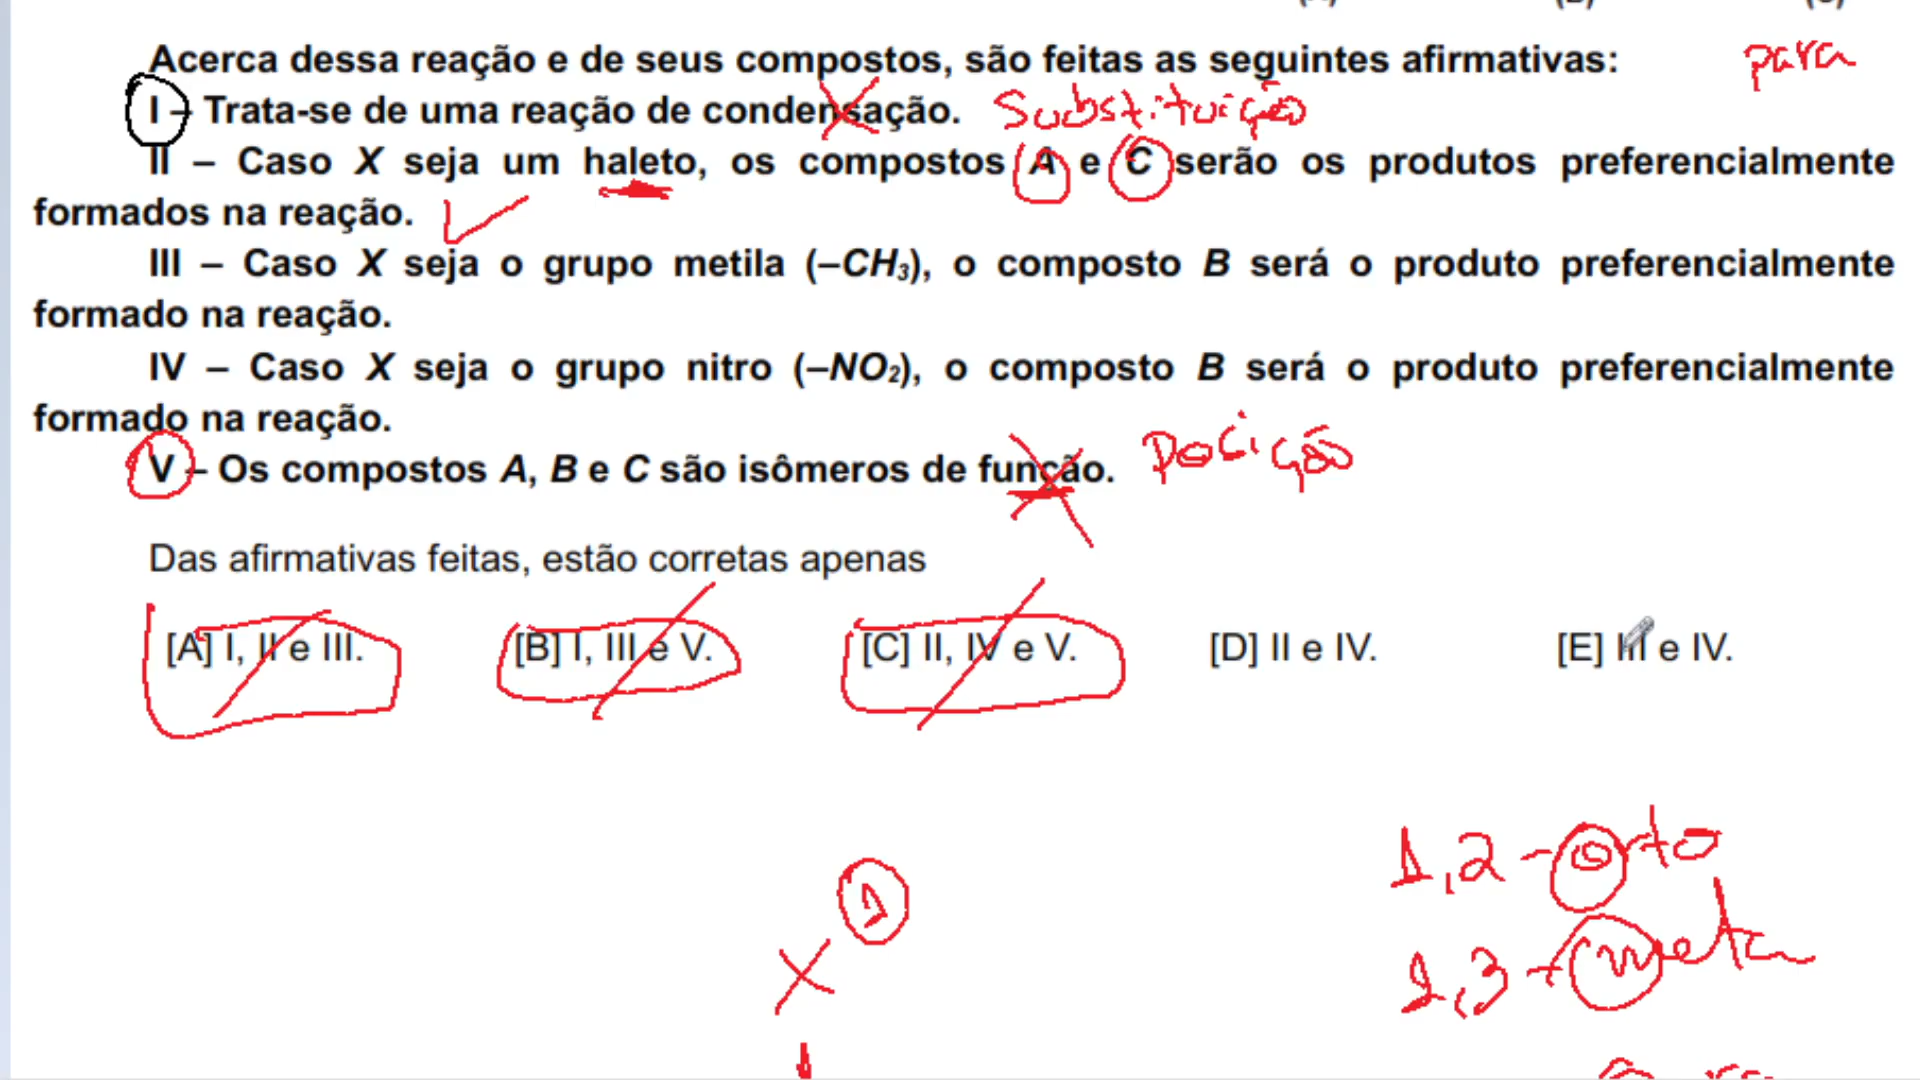 Acerca dessa reação e de seus compostos, são feitas as seguintes afirmativas: para
I – Trata-se de uma reação de condensação. Substituição
II – Caso X seja um haleto, os compostos A e C serão os produtos preferencialmente
formados na reação.
III – Caso X seja o grupo metila (–CH₃), o composto B será o produto preferencialmente
formado na reação.
IV – Caso X seja o grupo nitro (–NO₂), o composto B será o produto preferencialmente
formado na reação.
V – Os compostos A, B e C são isômeros de função. Posição
Das afirmativas feitas, estão corretas apenas
[A] I, II e III. [B] I, III e V. [C] II, IV e V. [D] II e IV. [E] III e IV.
1,2 - orto
1
X
1,3 - meta